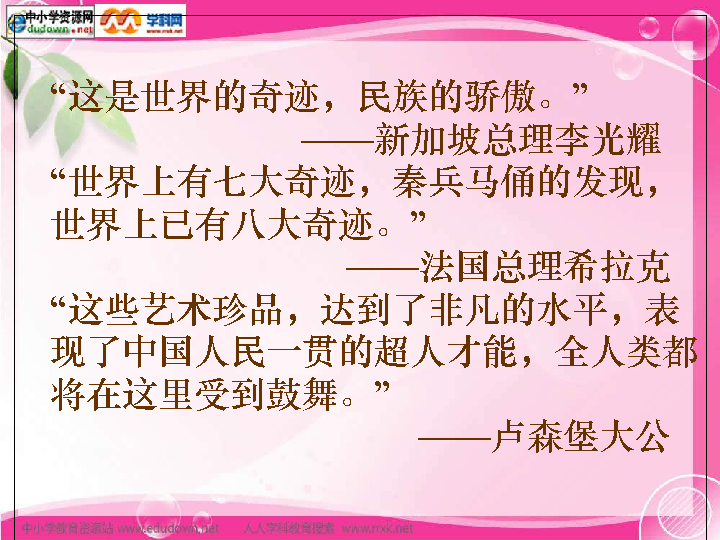 中小学资源网
edudown.net
学科网
www.nxk.net
“这是世界的奇迹，民族的骄傲。”
——新加坡总理李光耀
“世界上有七大奇迹，秦兵马俑的发现，
世界上已有八大奇迹。”
——法国总理希拉克
“这些艺术珍品，达到了非凡的水平，表
现了中国人民一贯的超人才能，全人类都
将在这里受到鼓舞。”
——卢森堡大公
中小学教育资源站 www.edudown.net 人人学科教育搜索 www.nxk.net